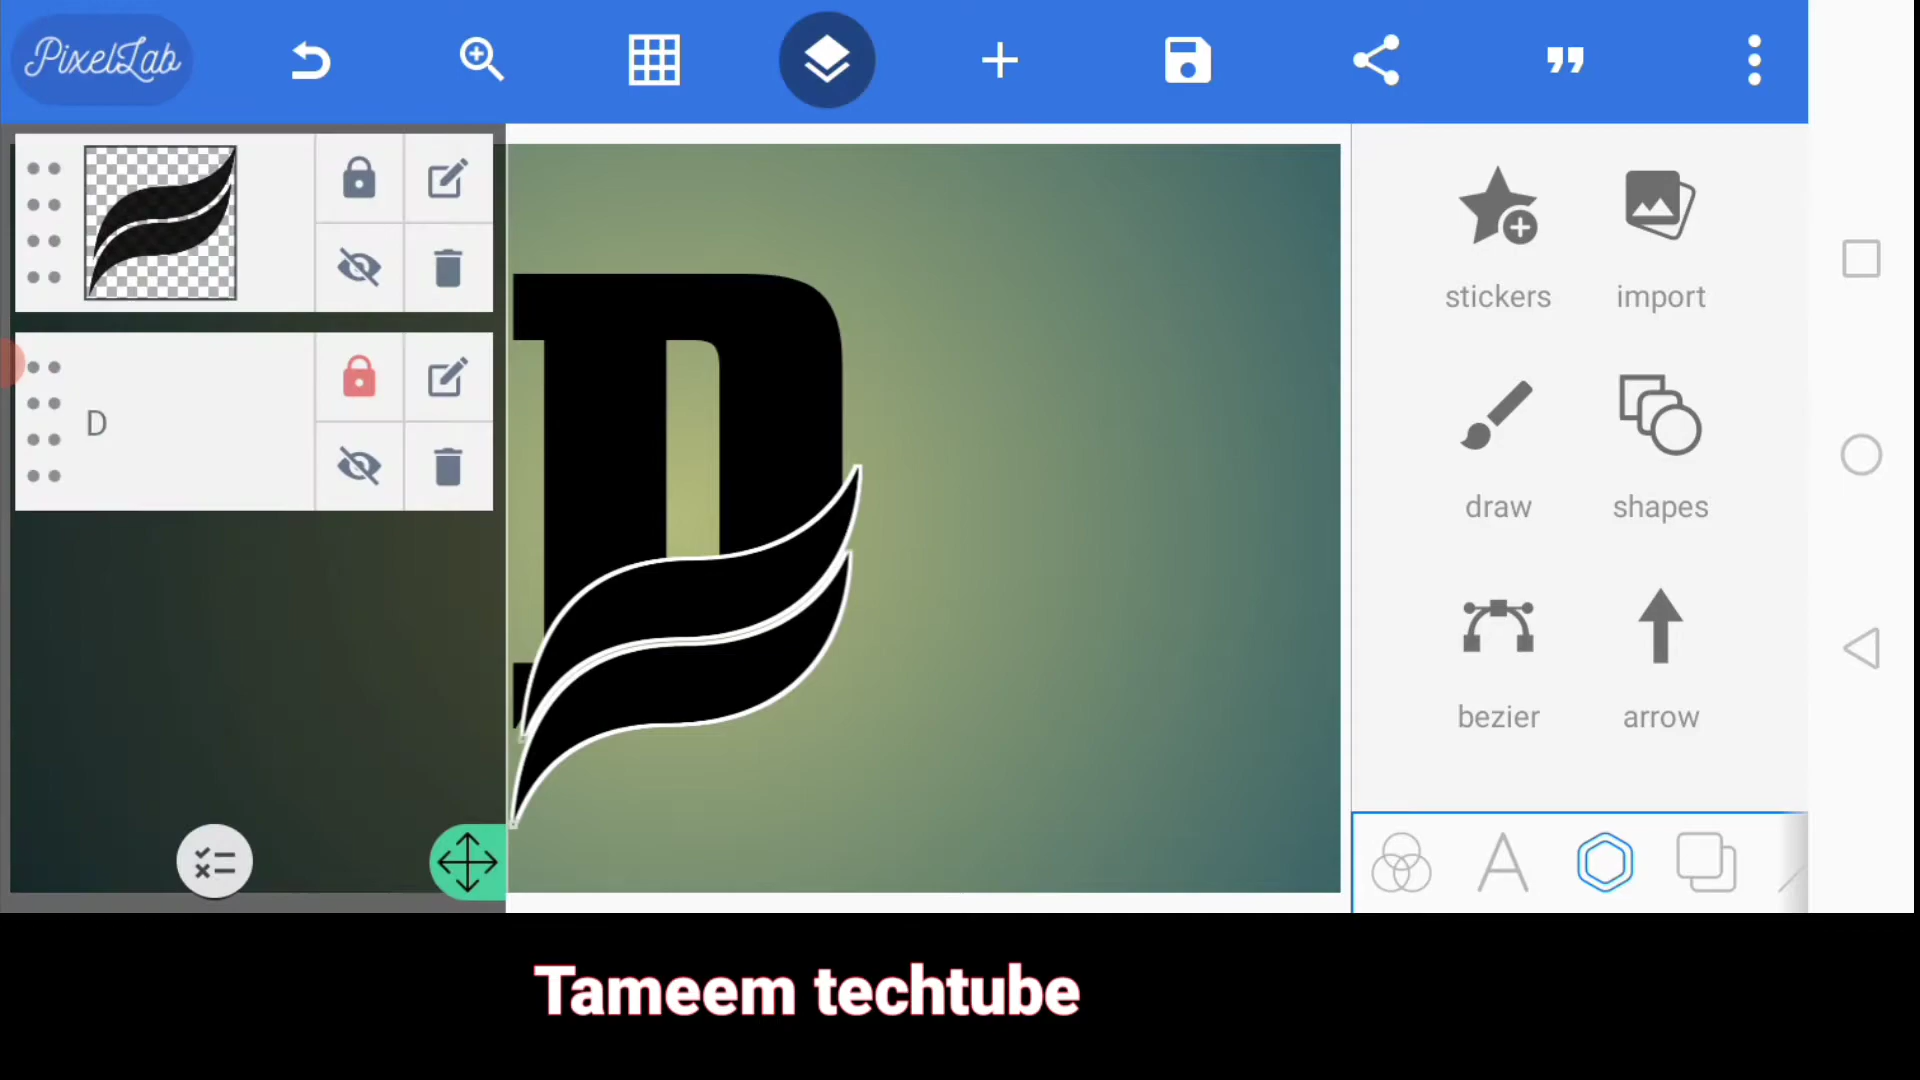 PixelLab
stickers
import
D
D
draw
shapes
bezier
arrow
Tameem techtube